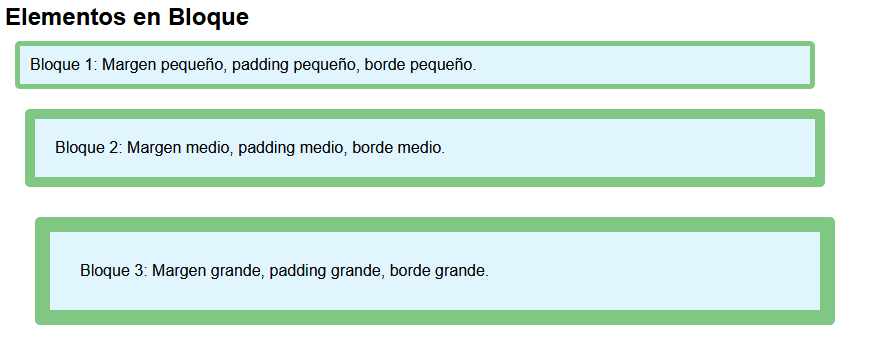 Elementos en Bloque
Bloque 1: Margen pequeño, padding pequeño, borde pequeño.
Bloque 2: Margen medio, padding medio, borde medio.
Bloque 3: Margen grande, padding grande, borde grande.